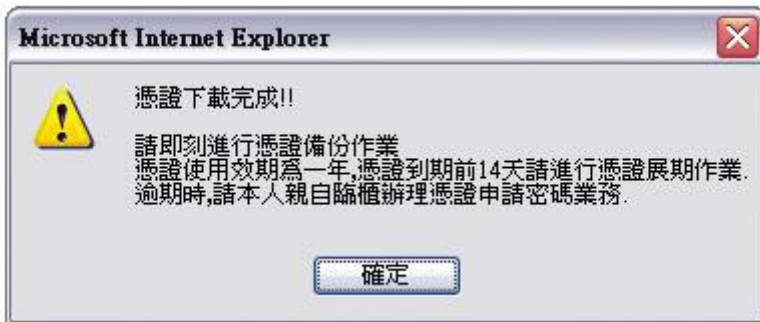 Microsoft Internet Explorer
憑證下載完成!!
請即刻進行憑證備份作業
憑證使用效期為一年,憑證到期前14天請進行憑證展期作業.
逾期時,請本人親自臨櫃辦理憑證申請密碼業務.
確定